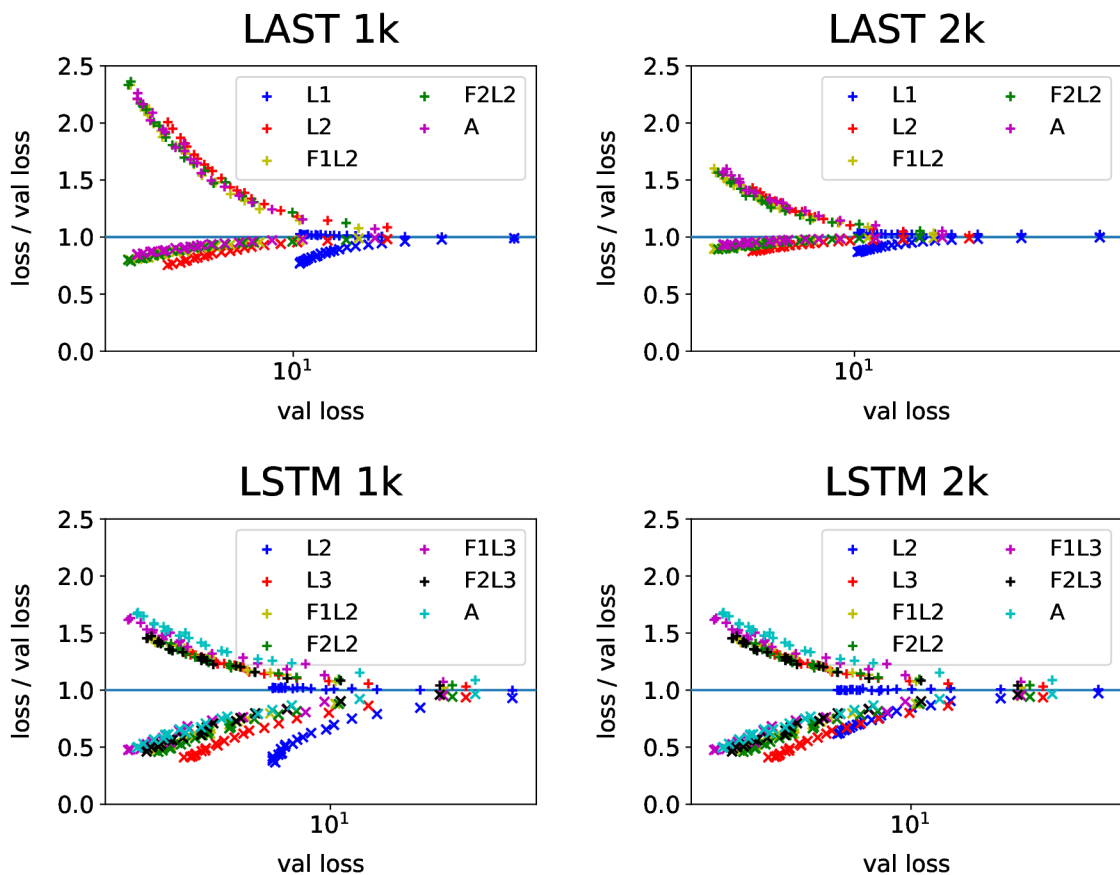 LAST 1k
2.5
2.0
1.5
1.0
0.5
0.0
loss / val loss
L1
L2
F1L2
F2L2
A
10¹
val loss
LAST 2k
2.5
2.0
1.5
1.0
0.5
0.0
loss / val loss
L1
L2
F1L2
F2L2
A
10¹
val loss
LSTM 1k
2.5
2.0
1.5
1.0
0.5
0.0
loss / val loss
L2
L3
F1L2
F2L2
F1L3
F2L3
A
10¹
val loss
LSTM 2k
2.5
2.0
1.5
1.0
0.5
0.0
loss / val loss
L2
L3
F1L2
F2L2
F1L3
F2L3
A
10¹
val loss